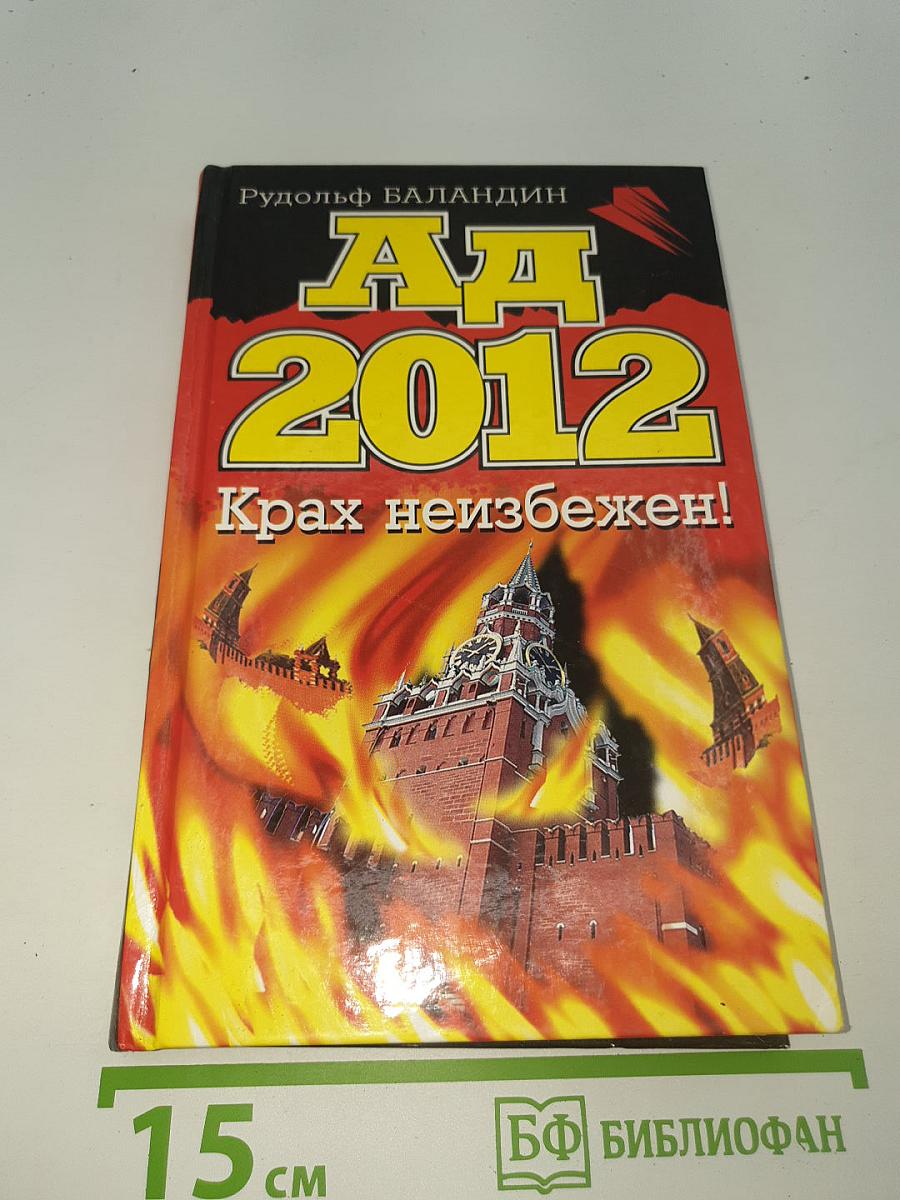 Рудольф БАЛАНДИН
Ад
2012
Крах неизбежен!
15 см
БФ БИБЛИОФАН